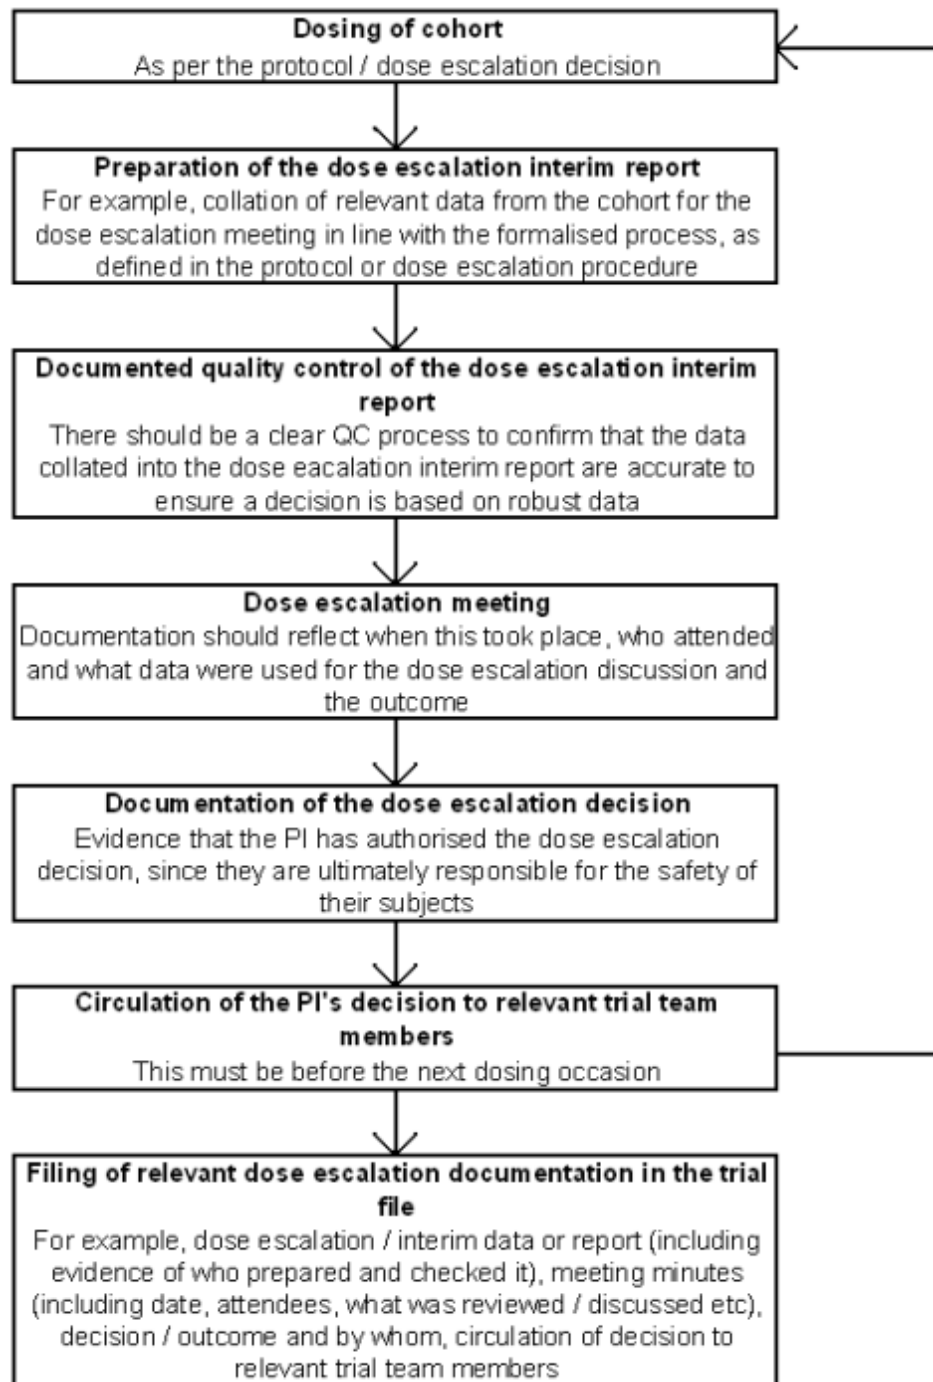 Dosing of cohort
As per the protocol / dose escalation decision
Preparation of the dose escalation interim report
For example, collation of relevant data from the cohort for the
dose escalation meeting in line with the formalised process, as
defined in the protocol or dose escalation procedure
Documented quality control of the dose escalation interim
report
There should be a clear QC process to confirm that the data
collated into the dose eacalation interim report are accurate to
ensure a decision is based on robust data
Dose escalation meeting
Documentation should reflect when this took place, who attended
and what data were used for the dose escalation discussion and
the outcome
Documentation of the dose escalation decision
Evidence that the PI has authorised the dose escalation
decision, since they are ultimately responsible for the safety of
their subjects
Circulation of the PI's decision to relevant trial team
members
This must be before the next dosing occasion
Filing of relevant dose escalation documentation in the trial
file
For example, dose escalation / interim data or report (including
evidence of who prepared and checked it), meeting minutes
(including date, attendees, what was reviewed / discussed etc),
decision / outcome and by whom, circulation of decision to
relevant trial team members